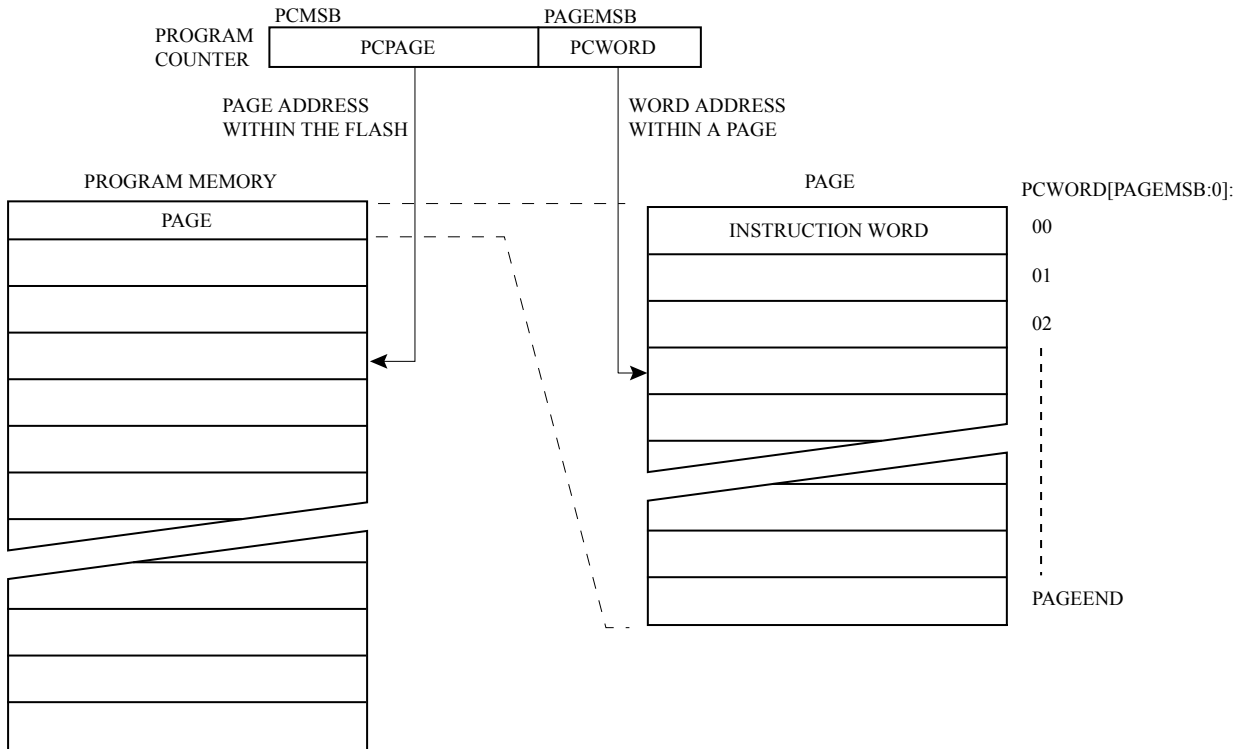 PCMSB
PAGEMSB
PROGRAM
COUNTER
PCPAGE
PCWORD
PAGE ADDRESS
WITHIN THE FLASH
WORD ADDRESS
WITHIN A PAGE
PROGRAM MEMORY
PAGE
PCWORD[PAGEMSB:0]:
PAGE
INSTRUCTION WORD
00
01
02
PAGEEND